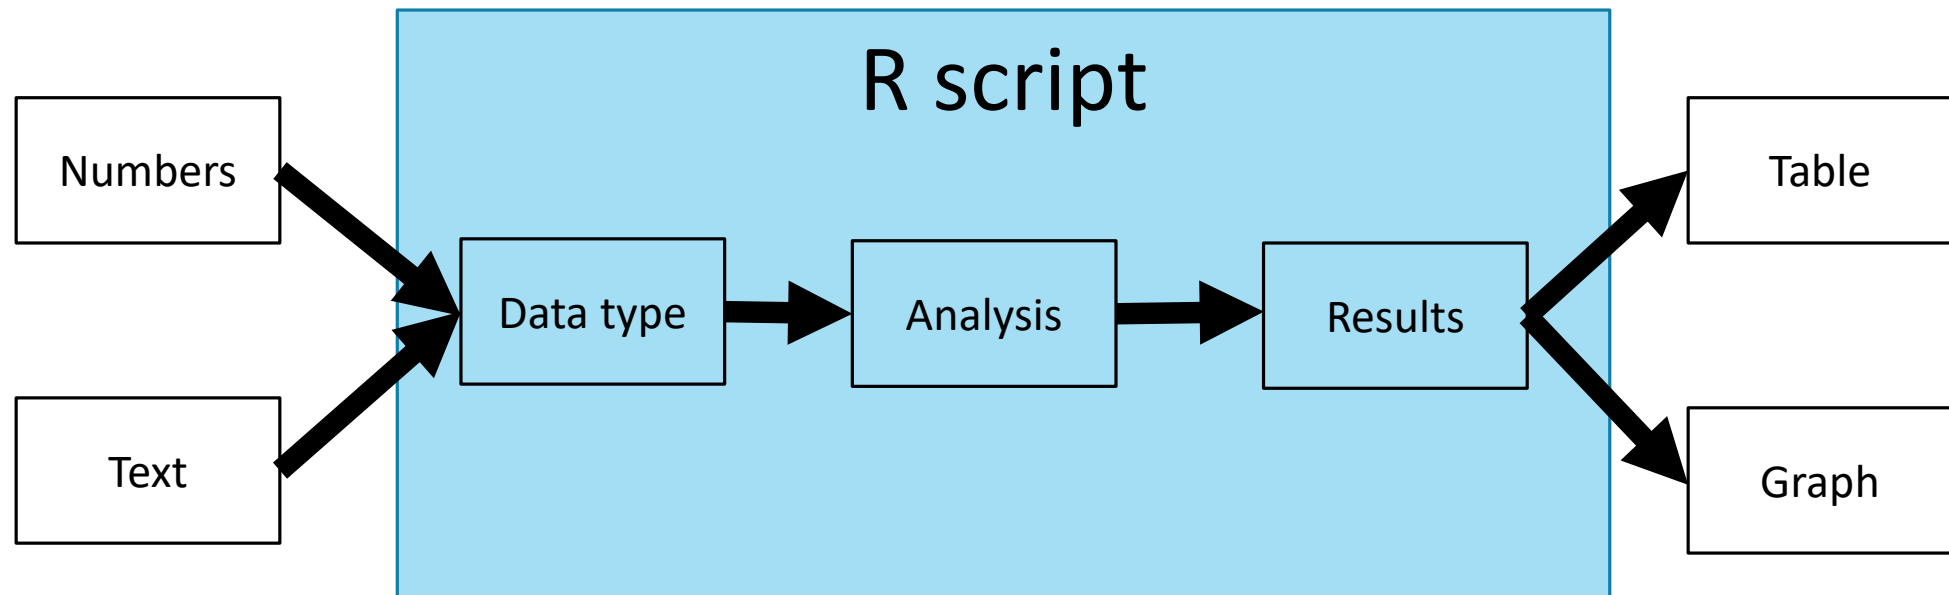 R script
Numbers
Text
Data type
Analysis
Results
Table
Graph